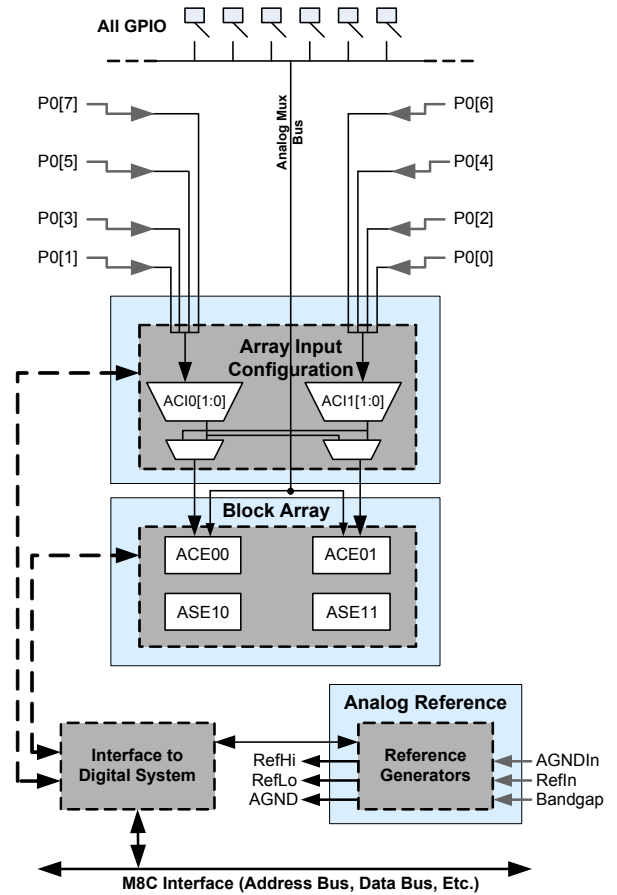 All GPIO
Analog Mux
Bus
P0[7]
P0[6]
P0[5]
P0[4]
P0[3]
P0[2]
P0[1]
P0[0]
Array Input
Configuration
ACI0[1:0]
ACI1[1:0]
Block Array
ACE00
ACE01
ASE10
ASE11
Analog Reference
Interface to
Digital System
RefHi
RefLo
AGND
Reference
Generators
AGNDIn
RefIn
Bandgap
M8C Interface (Address Bus, Data Bus, Etc.)